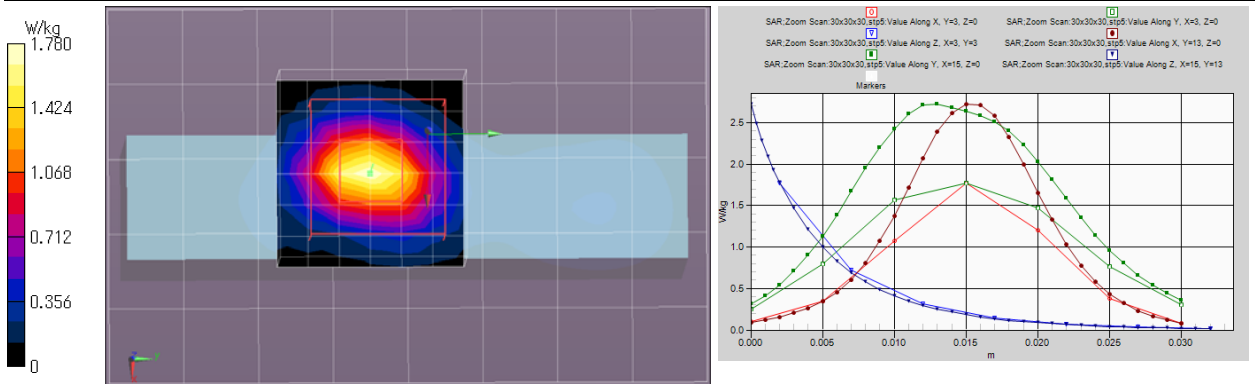 W/kg
1.780
1.424
1.068
0.712
0.356
0
SAR;Zoom Scan:30x30x30,stp5:Value Along X, Y=3, Z=0
SAR;Zoom Scan:30x30x30,stp5:Value Along Y, X=3, Z=0
SAR;Zoom Scan:30x30x30,stp5:Value Along Z, X=3, Y=3
SAR;Zoom Scan:30x30x30,stp5:Value Along X, Y=13, Z=0
SAR;Zoom Scan:30x30x30,stp5:Value Along Y, X=15, Z=0
SAR;Zoom Scan:30x30x30,stp5:Value Along Z, X=15, Y=13
Markers
W/kg
2.5
2.0
1.5
1.0
0.5
0.0
0.000
0.005
0.010
0.015
0.020
0.025
0.030
m